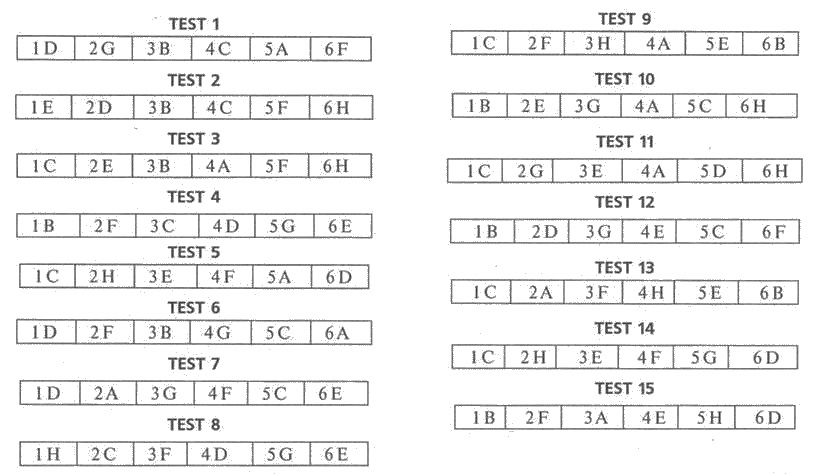 TEST 1
1D 2G 3B 4C 5A 6F
TEST 2
1E 2D 3B 4C 5F 6H
TEST 3
1C 2E 3B 4A 5F 6H
TEST 4
1B 2F 3C 4D 5G 6E
TEST 5
1C 2H 3E 4F 5A 6D
TEST 6
1D 2F 3B 4G 5C 6A
TEST 7
1D 2A 3G 4F 5C 6E
TEST 8
1H 2C 3F 4D 5G 6E
TEST 9
1C 2F 3H 4A 5E 6B
TEST 10
1B 2E 3G 4A 5C 6H
TEST 11
1C 2G 3E 4A 5D 6H
TEST 12
1B 2D 3G 4E 5C 6F
TEST 13
1C 2A 3F 4H 5E 6B
TEST 14
1C 2H 3E 4F 5G 6D
TEST 15
1B 2F 3A 4E 5H 6D